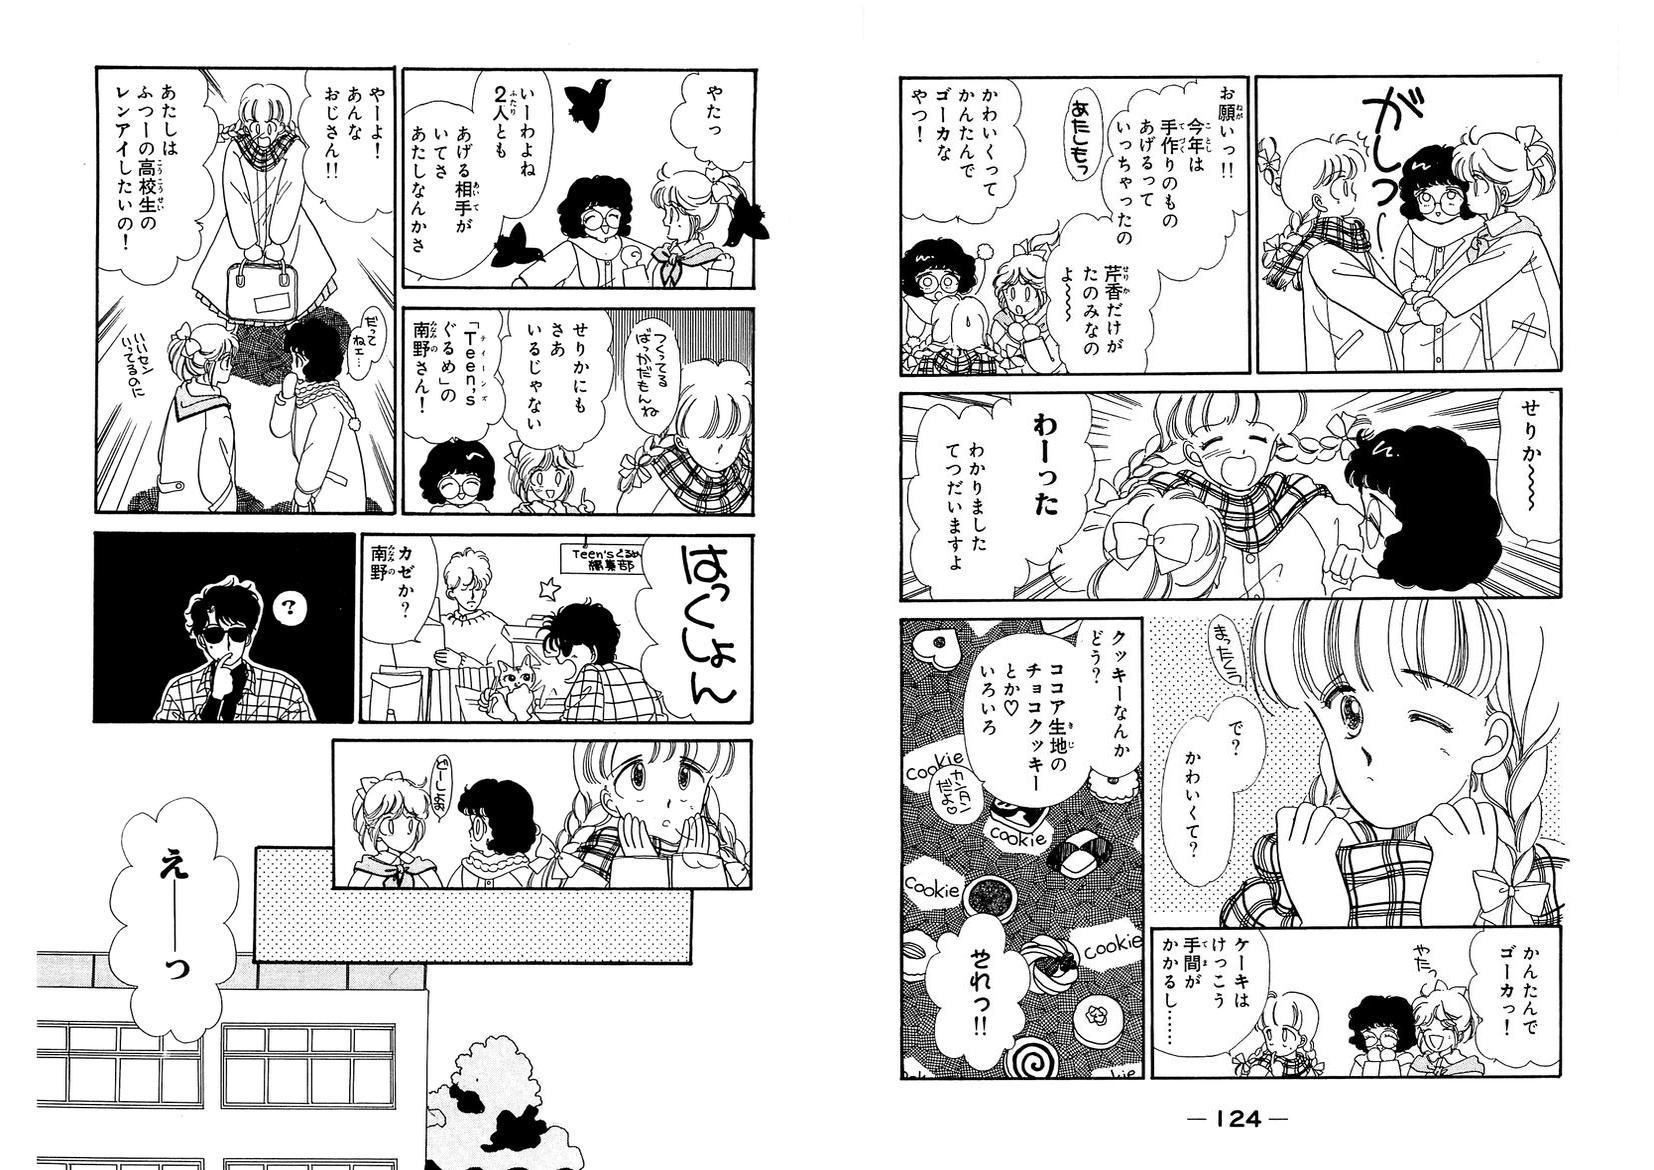 がしっ
お願いっ!!
今年は
手作りのもの
あげるって
いっちゃったの
芹香だけが
たのみなの
よ〜〜〜
あたしもっ
かわいくって
かんたんで
ゴーカな
やつ!
せりか〜〜〜
わーった
わかりました
てつだいますよ
まったくう
で?
かわいくて?
かんたんで
ゴーカっ!
やたっ
ケーキは
けっこう
手間が
かかるし……
クッキーなんか
どう?
ココア生地の
チョコクッキー
とか♡
いろいろ
cookie
カンタン
だよ♡
cookie
cookie
cookie
それっ!!
— 124 —
やたっ
いーわよね
2人とも
あげる相手が
いてさ
あたしなんかさ
つくってる
ばっかだもんね
せりかにも
さあ
いるじゃない
「Teen's
ぐるめ」の
南野さん!
やーよ!
あんな
おじさん!!
あたしは
ふつーの高校生の
レンアイしたいの!
だって
ねェ…
いいセン
いってるのに
はっくしょん
Teen'sぐるめ
編集部
カゼか?
南野
?
どーしよお
えーーっ